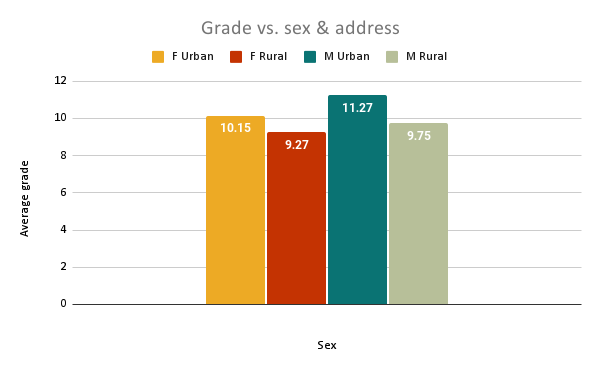 Grade vs. sex & address
F Urban F Rural M Urban M Rural
12
10
8
6
4
2
0
Average grade
10.15
9.27
11.27
9.75
Sex